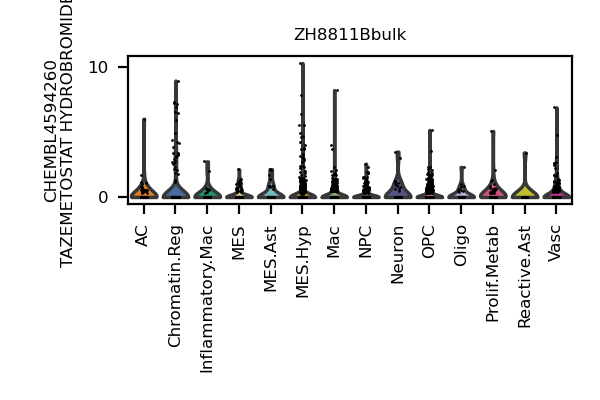 ZH8811Bbulk
CHEMBL4594260
TAZEMETOSTAT HYDROBROMIDE
10
0
AC
Chromatin.Reg
Inflammatory.Mac
MES
MES.Ast
MES.Hyp
Mac
NPC
Neuron
OPC
Oligo
Prolif.Metab
Reactive.Ast
Vasc